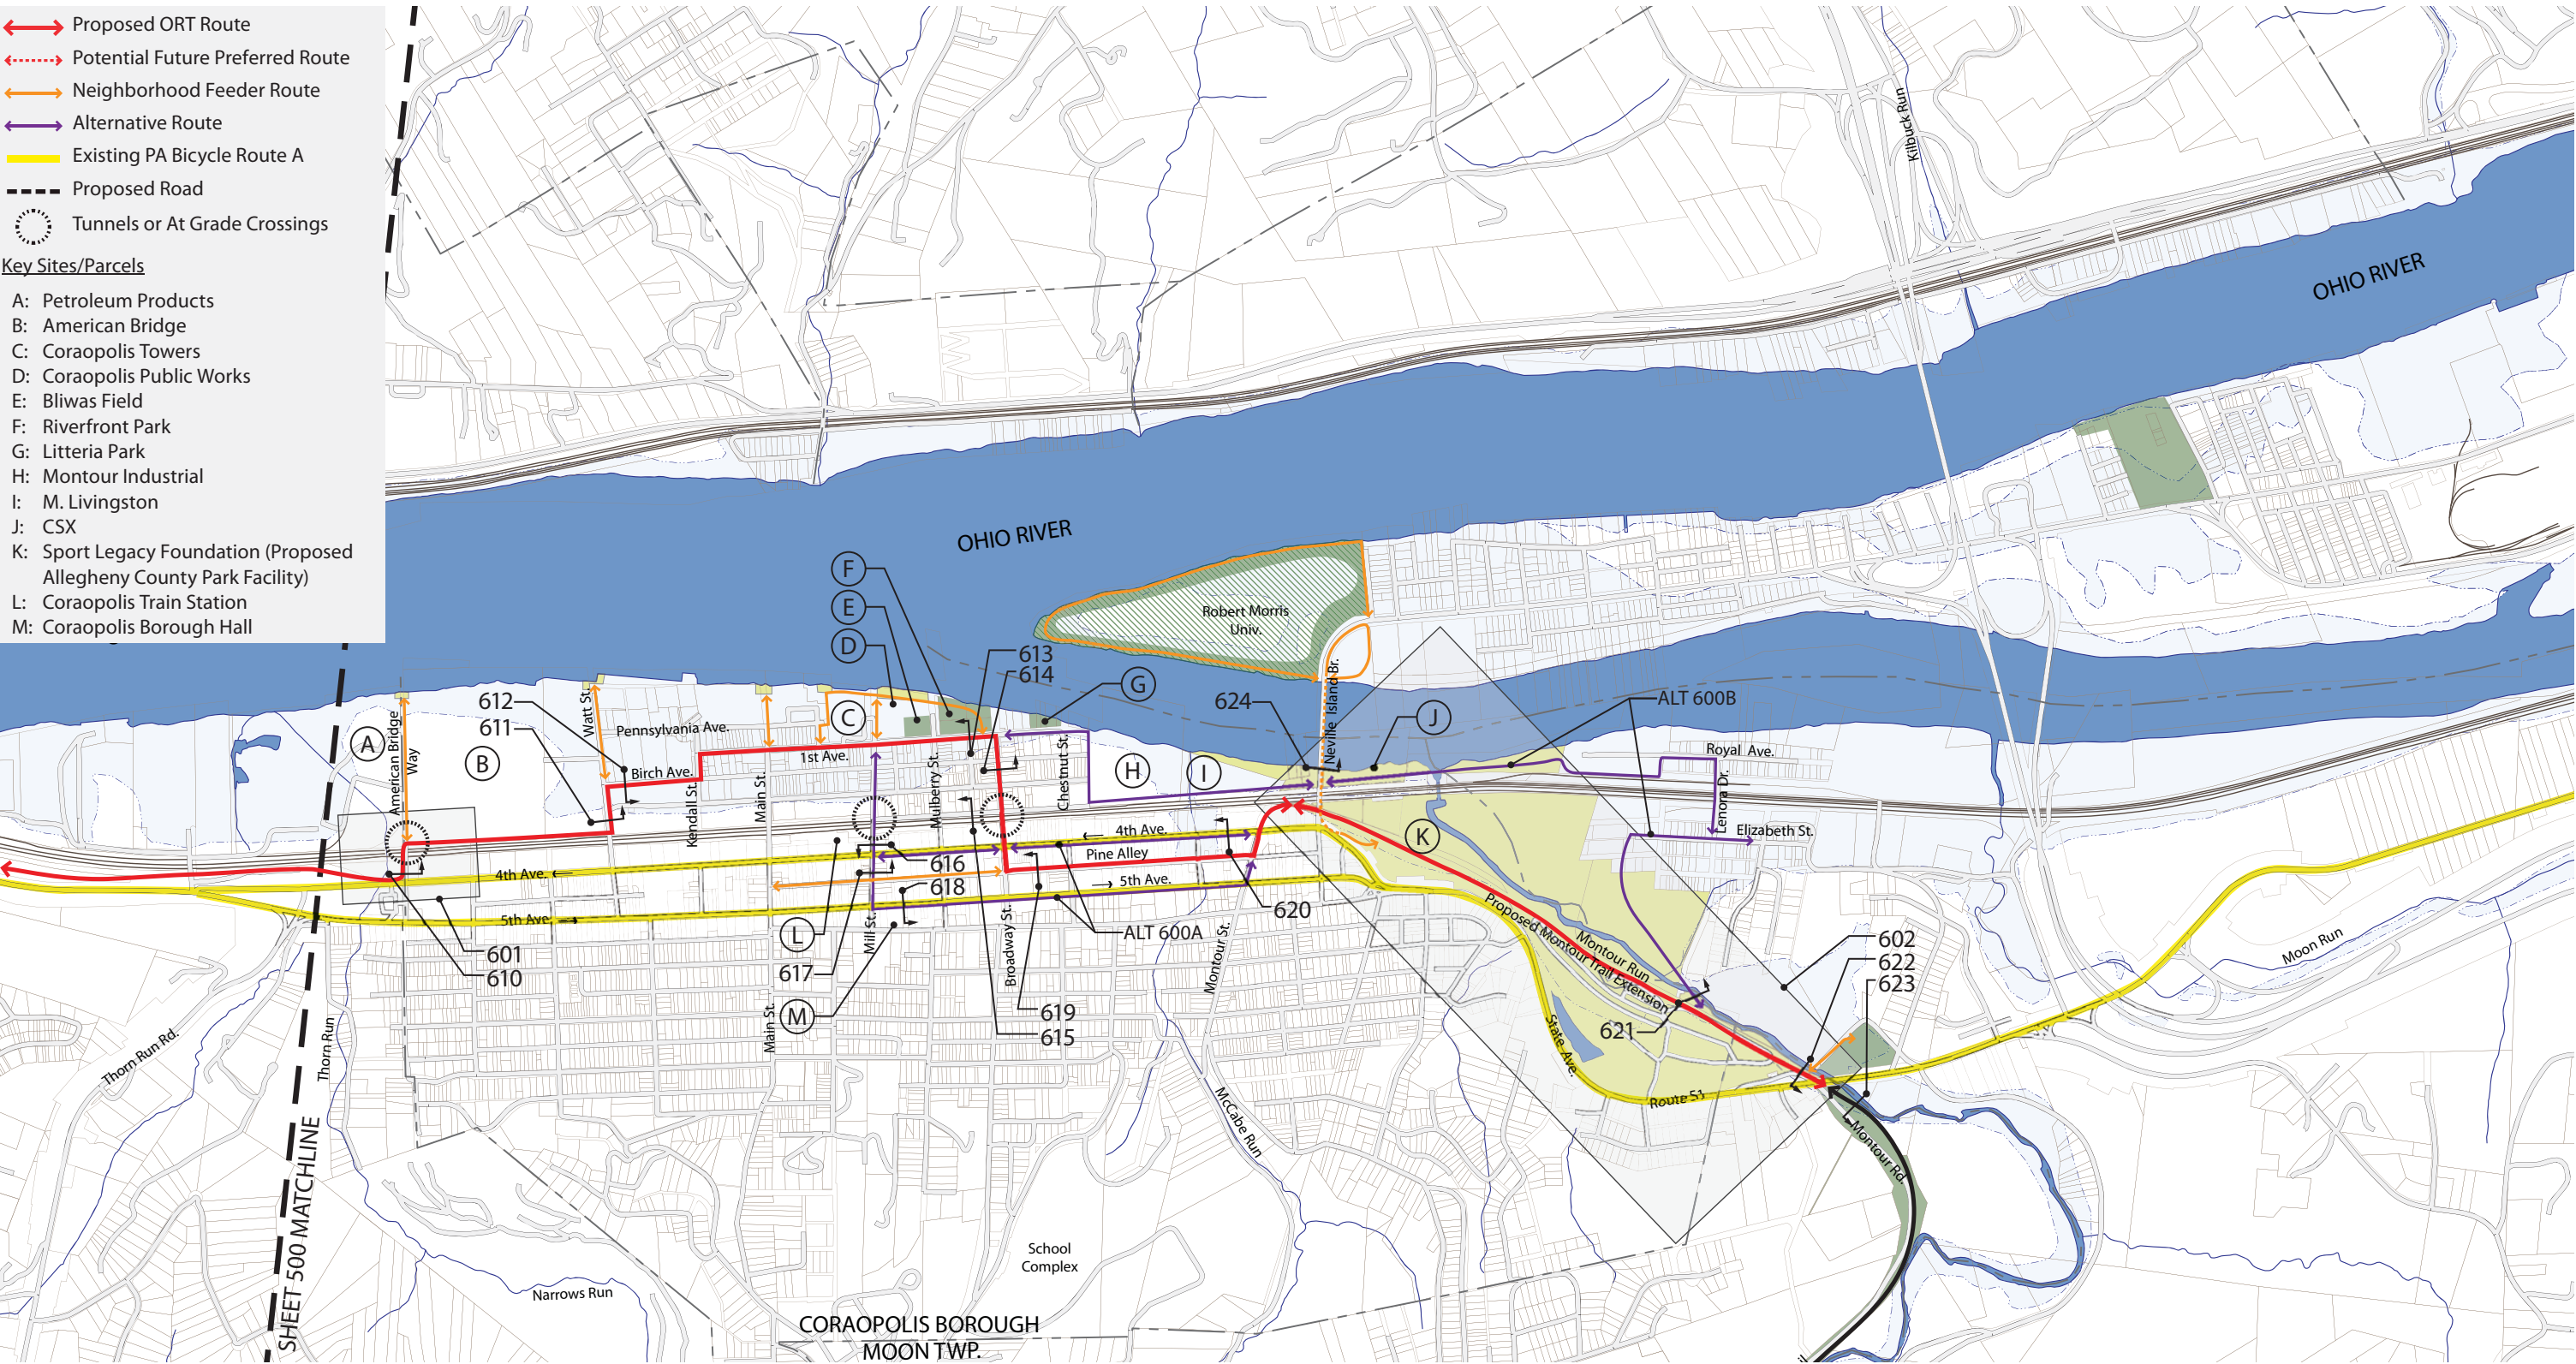 Proposed ORT Route
Potential Future Preferred Route
Neighborhood Feeder Route
Alternative Route
Existing PA Bicycle Route A
Proposed Road
Tunnels or At Grade Crossings
Key Sites/Parcels
A: Petroleum Products
B: American Bridge
C: Coraopolis Towers
D: Coraopolis Public Works
E: Bliwas Field
F: Riverfront Park
G: Litteria Park
H: Montour Industrial
I: M. Livingston
J: CSX
K: Sport Legacy Foundation (Proposed
Allegheny County Park Facility)
L: Coraopolis Train Station
M: Coraopolis Borough Hall
Kilbuck Run
OHIO RIVER
OHIO RIVER
Robert Morris
Univ.
F
E
D
613
614
G
612
611
Watt St.
Pennsylvania Ave.
C
624
Neville Island Br.
J
ALT 600B
A
American Bridge
Way
B
Birch Ave.
1st Ave.
Kendall St.
Main St.
Mulberry St.
Chestnut St.
H
I
Royal Ave.
Lenora Dr.
Elizabeth St.
K
4th Ave.
Pine Alley
5th Ave.
616
618
4th Ave.
5th Ave.
L
Mill St.
617
M
Broadway St.
ALT 600A
620
Montour St.
601
610
619
615
Main St.
Proposed Montour Trail Extension
Montour Run
602
622
623
621
State Ave.
Route 51
Montour Rd.
Moon Run
Thorn Run Rd.
Thorn Run
McCabe Run
SHEET 500 MATCHLINE
School
Complex
Narrows Run
CORAOPOLIS BOROUGH
MOON TWP.